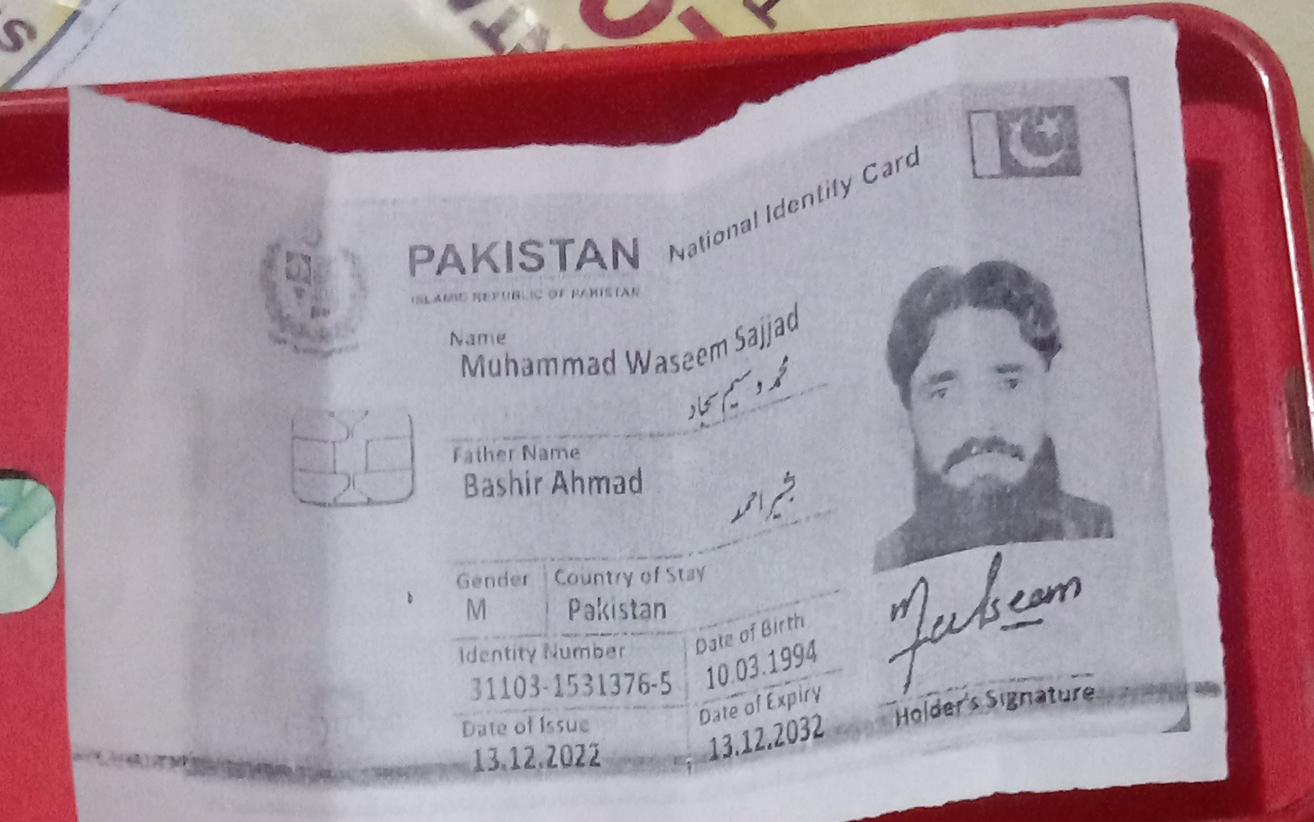 PAKISTAN National Identity Card
ISLAMIC REPUBLIC OF PAKISTAN
Name
Muhammad Waseem Sajjad
محمد وسیم سجاد
Father Name
Bashir Ahmad
بشیر احمد
Gender Country of Stay
M Pakistan
Identity Number Date of Birth
31103-1531376-5 10.03.1994
Date of Issue Date of Expiry
13.12.2022 13.12.2032
Holder's Signature